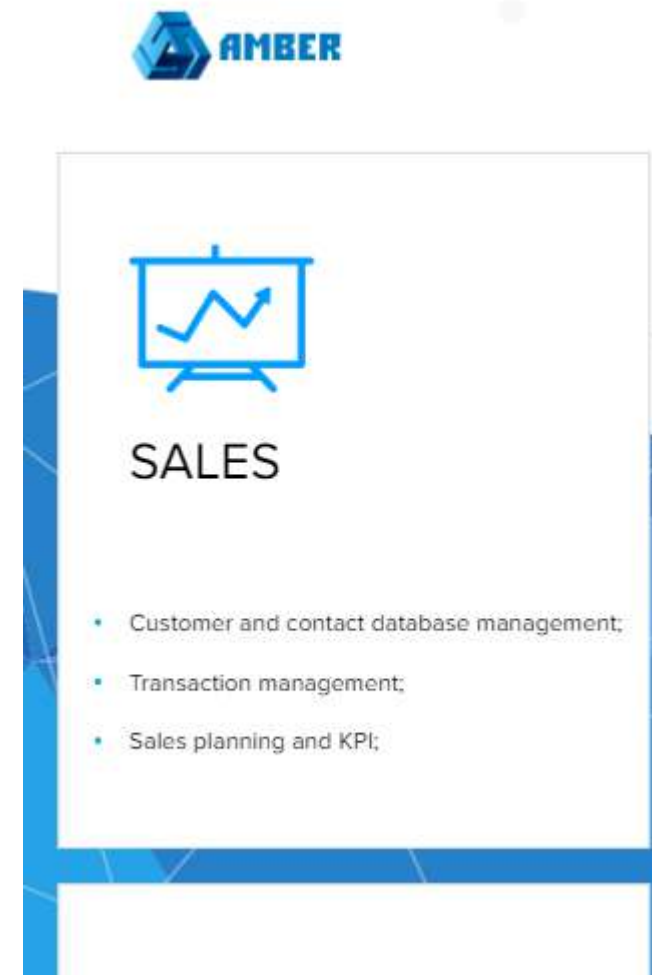 AMBER
SALES
Customer and contact database management;
Transaction management;
Sales planning and KPI;